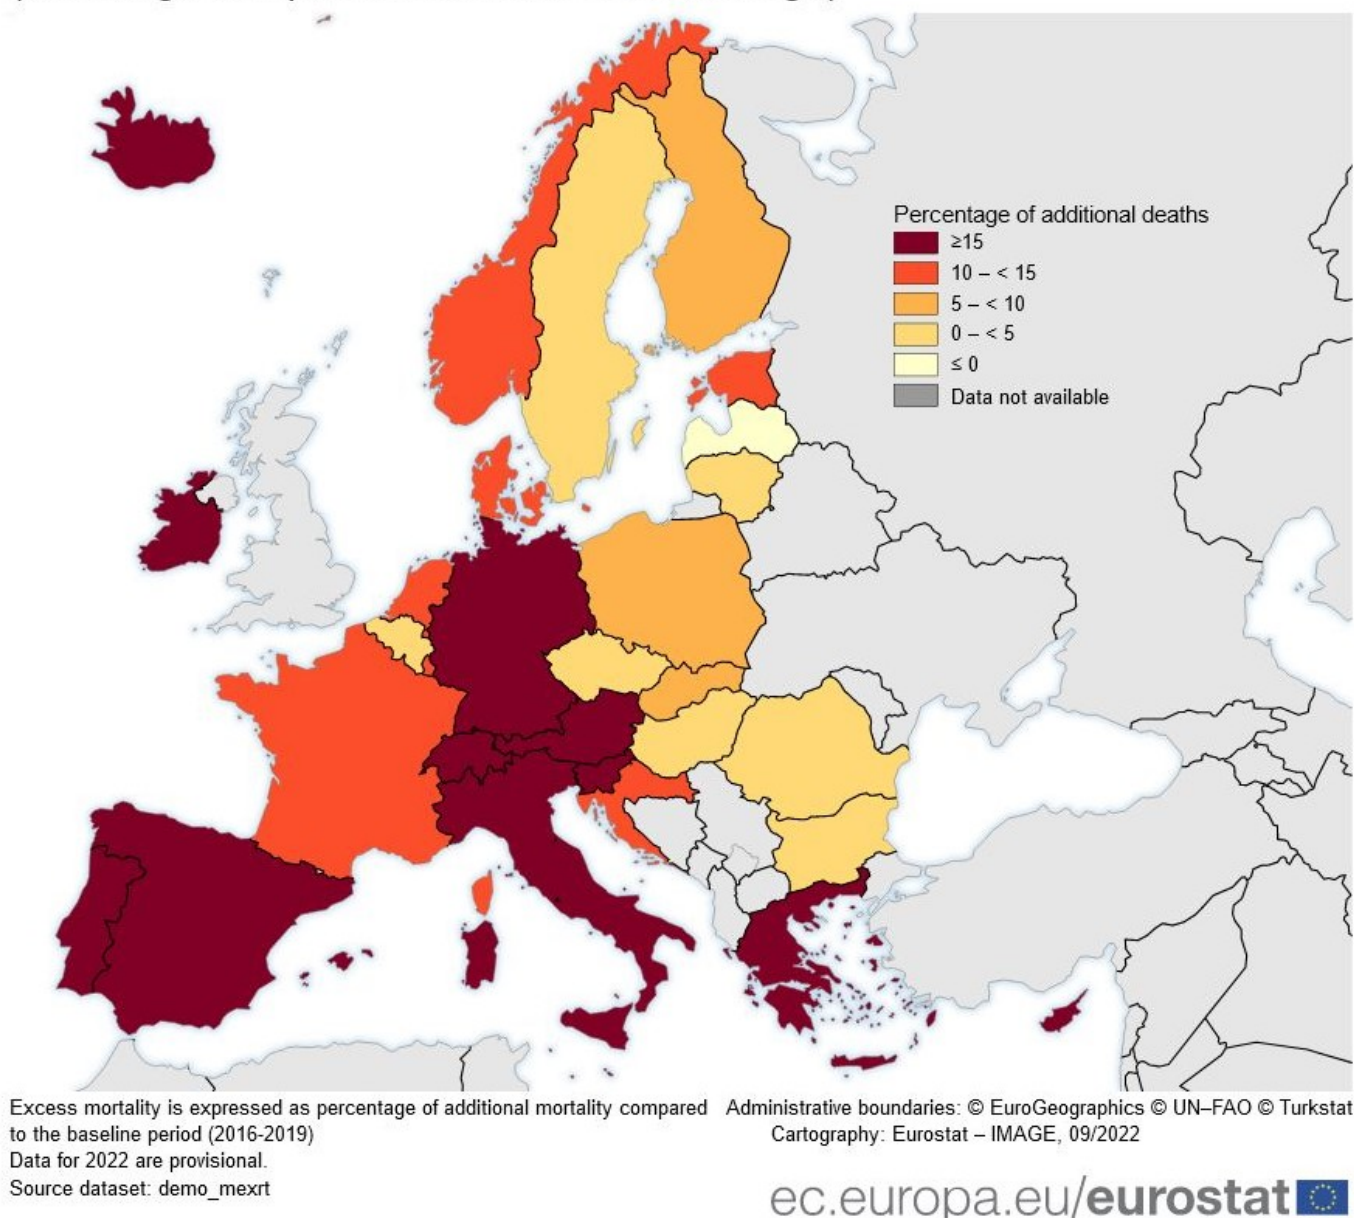 Percentage of additional deaths
≥15
10 – < 15
5 – < 10
0 – < 5
≤ 0
Data not available
Excess mortality is expressed as percentage of additional mortality compared
to the baseline period (2016-2019)
Data for 2022 are provisional.
Source dataset: demo_mexrt
Administrative boundaries: © EuroGeographics © UN–FAO © Turkstat
Cartography: Eurostat – IMAGE, 09/2022
ec.europa.eu/eurostat